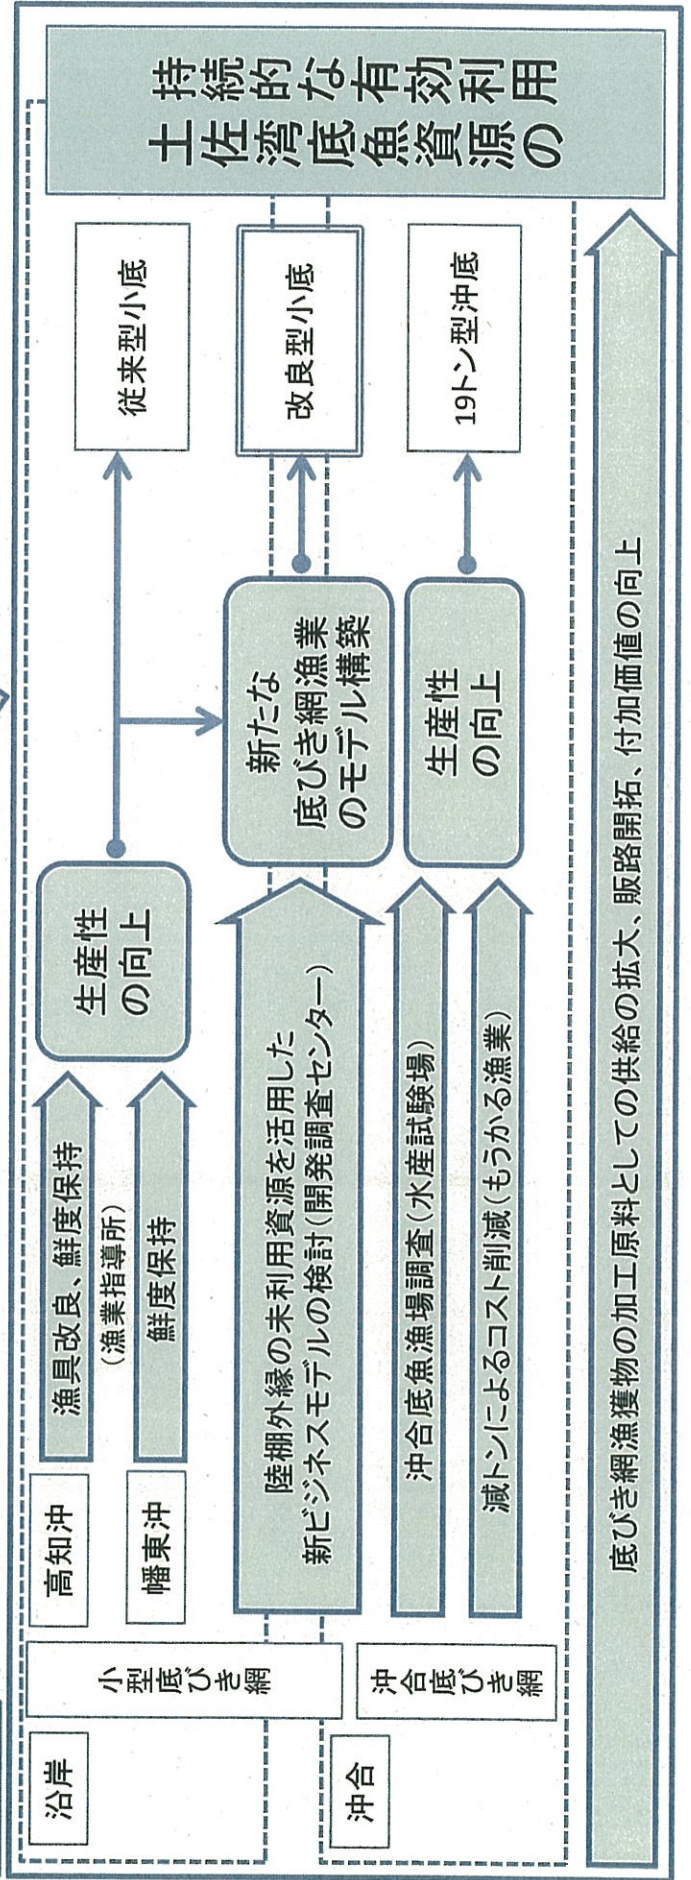 沿岸
沖合
小型底びき網
沖合底びき網
高知沖
幡東沖
漁具改良、鮮度保持
(漁業指導所)
鮮度保持
陸棚外縁の未利用資源を活用した
新ビジネスモデルの検討(開発調査センター)
沖合底魚漁場調査(水産試験場)
減トンによるコスト削減(もうかる漁業)
生産性
の向上
新たな
底びき網漁業
のモデル構築
生産性
の向上
従来型小底
改良型小底
19トン型沖底
土佐湾底魚資源の
持続的な有効利用
底びき網漁獲物の加工原料としての供給の拡大、販路開拓、付加価値の向上